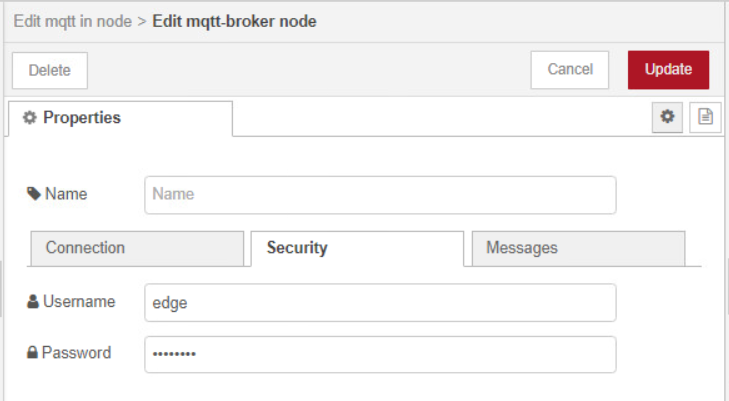 Edit mqtt in node > Edit mqtt-broker node
Delete Cancel Update
Properties
Name Name
Connection Security Messages
Username edge
Password ••••••••